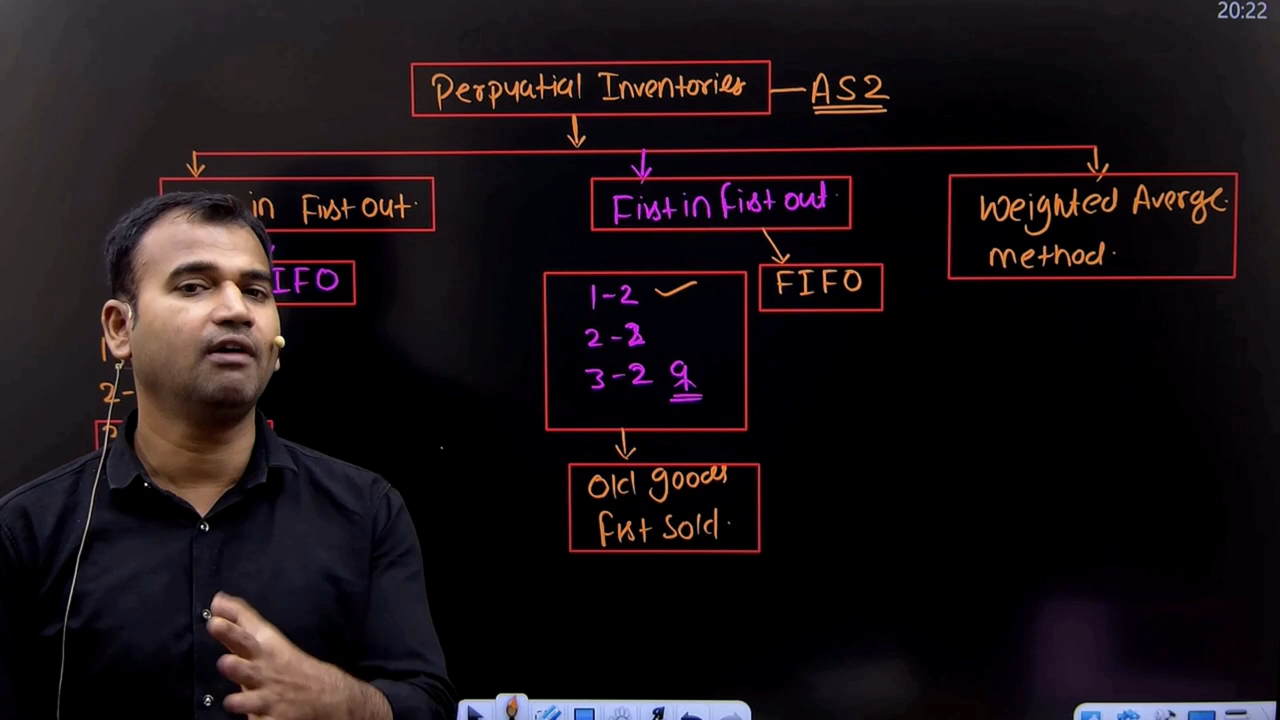 20:22
Perpyatial Inventories — AS2
in First out.
First in first out.
Weighted Averge
method.
IFO
FIFO
1-2 ✓
2-2
3-2
Old goods
first sold.